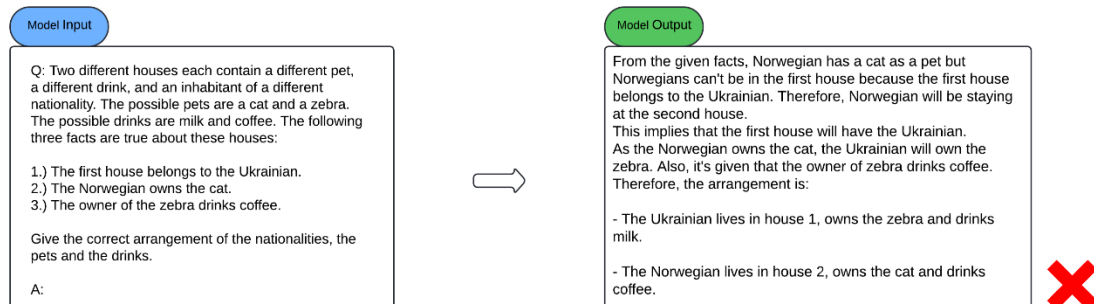 Model Input
Q: Two different houses each contain a different pet,
a different drink, and an inhabitant of a different
nationality. The possible pets are a cat and a zebra.
The possible drinks are milk and coffee. The following
three facts are true about these houses:
1.) The first house belongs to the Ukrainian.
2.) The Norwegian owns the cat.
3.) The owner of the zebra drinks coffee.
Give the correct arrangement of the nationalities, the
pets and the drinks.
A:
Model Output
From the given facts, Norwegian has a cat as a pet but
Norwegians can't be in the first house because the first house
belongs to the Ukrainian. Therefore, Norwegian will be staying
at the second house.
This implies that the first house will have the Ukrainian.
As the Norwegian owns the cat, the Ukrainian will own the
zebra. Also, it's given that the owner of zebra drinks coffee.
Therefore, the arrangement is:
- The Ukrainian lives in house 1, owns the zebra and drinks
milk.
- The Norwegian lives in house 2, owns the cat and drinks
coffee.